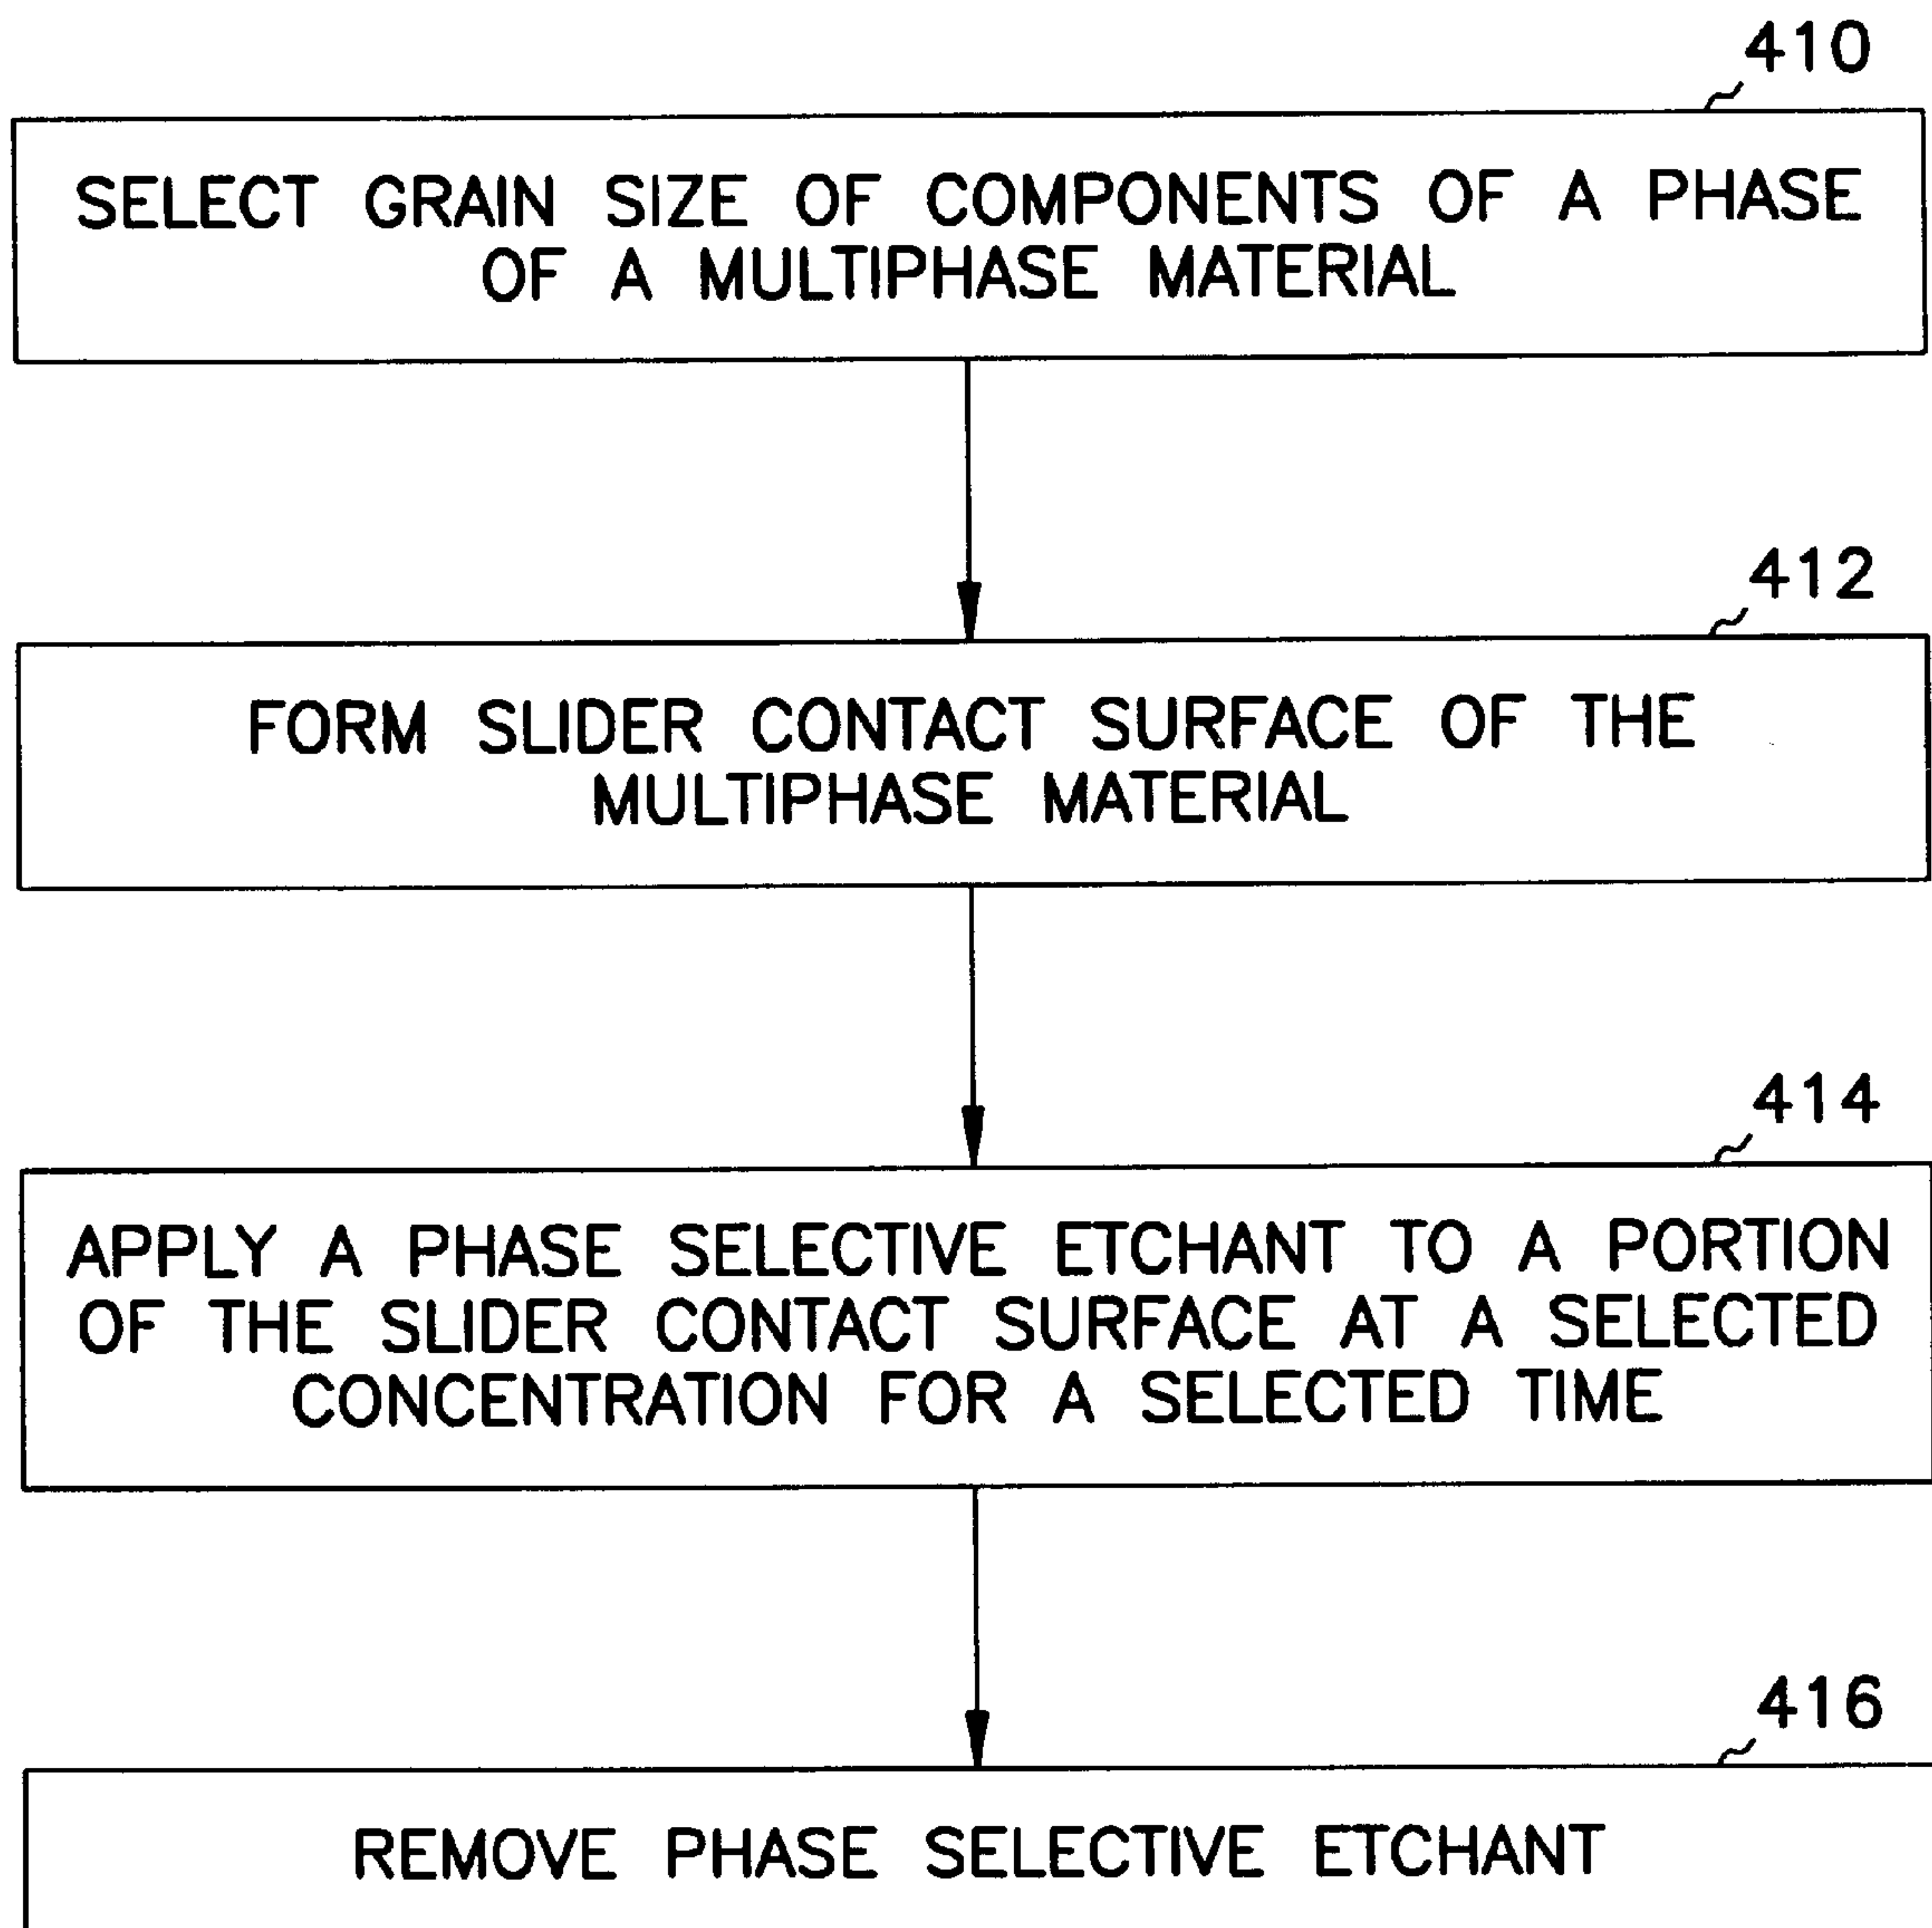 410
SELECT GRAIN SIZE OF COMPONENTS OF A PHASE
OF A MULTIPHASE MATERIAL
412
FORM SLIDER CONTACT SURFACE OF THE
MULTIPHASE MATERIAL
414
APPLY A PHASE SELECTIVE ETCHANT TO A PORTION
OF THE SLIDER CONTACT SURFACE AT A SELECTED
CONCENTRATION FOR A SELECTED TIME
416
REMOVE PHASE SELECTIVE ETCHANT